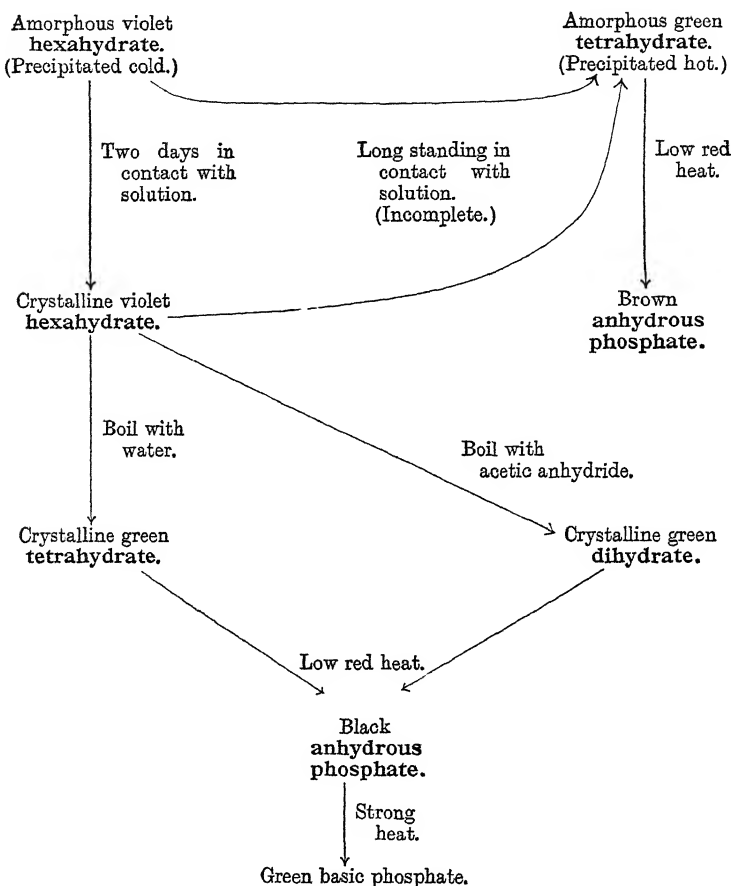 Amorphous violet
hexahydrate.
(Precipitated cold.)
Amorphous green
tetrahydrate.
(Precipitated hot.)
Two days in
contact with
solution.
Long standing in
contact with
solution.
(Incomplete.)
Low red
heat.
Crystalline violet
hexahydrate.
Brown
anhydrous
phosphate.
Boil with
water.
Boil with
acetic anhydride.
Crystalline green
tetrahydrate.
Crystalline green
dihydrate.
Low red heat.
Black
anhydrous
phosphate.
Strong
heat.
Green basic phosphate.